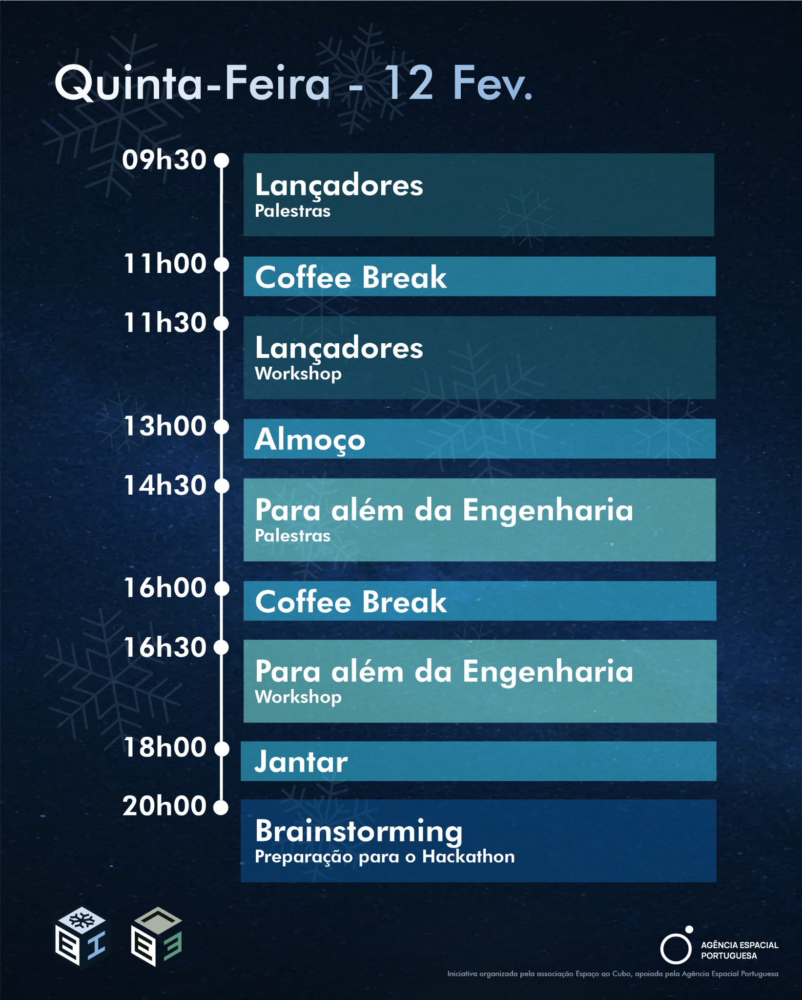 Quinta-Feira - 12 Fev.
09h30
Lançadores
Palestras
11h00
Coffee Break
11h30
Lançadores
Workshop
13h00
Almoço
14h30
Para além da Engenharia
Palestras
16h00
Coffee Break
16h30
Para além da Engenharia
Workshop
18h00
Jantar
20h00
Brainstorming
Preparação para o Hackathon
EI
E3
AGÊNCIA ESPACIAL
PORTUGUESA
Iniciativa organizada pela associação Espaço ao Cubo, apoiada pela Agência Espacial Portuguesa